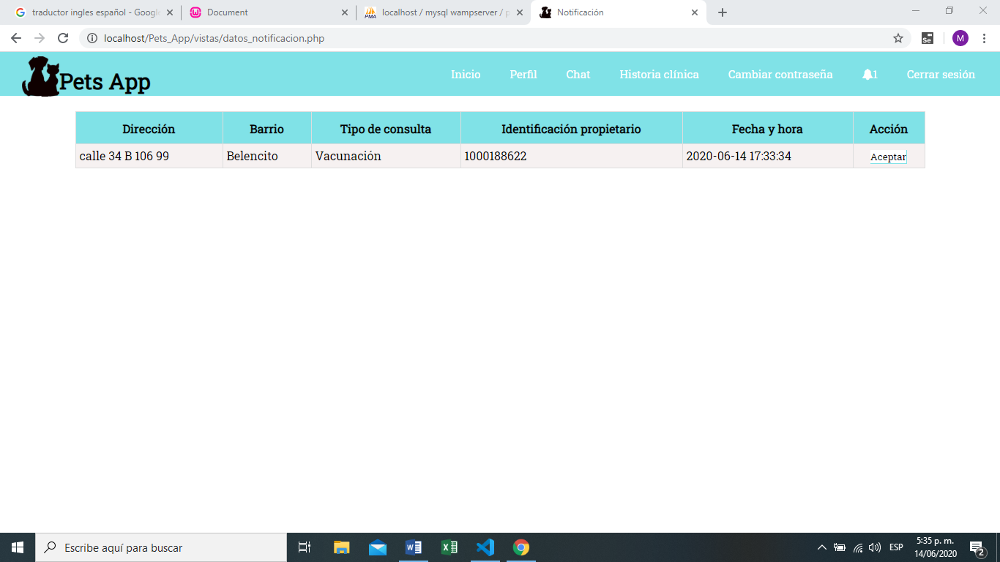 traductor ingles español - Googl
Document
localhost / mysql wampserver / p
Notificación
localhost/Pets_App/vistas/datos_notificacion.php
Se
M
Pets App
Inicio
Perfil
Chat
Historia clínica
Cambiar contraseña
1
Cerrar sesión
Dirección
Barrio
Tipo de consulta
Identificación propietario
Fecha y hora
Acción
calle 34 B 106 99
Belencito
Vacunación
1000188622
2020-06-14 17:33:34
Aceptar
Escribe aquí para buscar
ESP
5:35 p. m.
14/06/2020
2